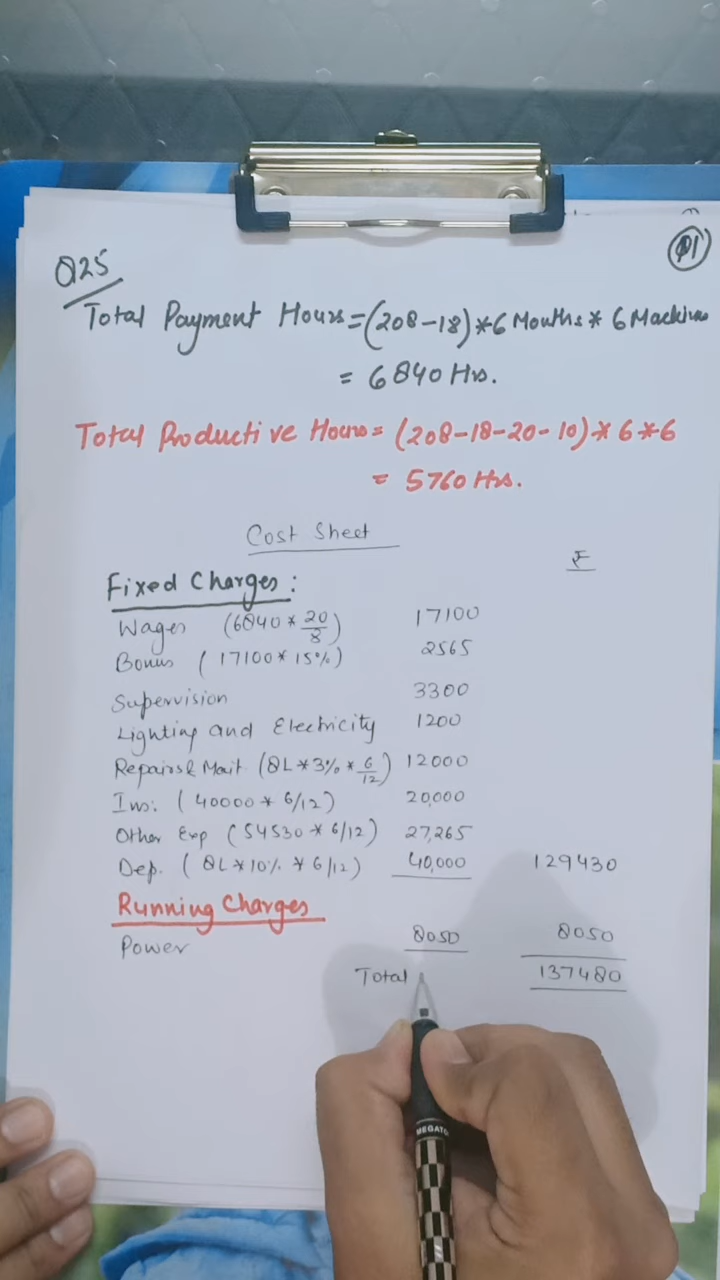 Q25
P1
Total Payment Hours = (208-18)*6 Months * 6 Machines
= 6840 Hrs.
Total Productive Hours = (208-18-20-10)*6*6
= 5760 Hrs.
Cost Sheet
₹
Fixed Charges :
Wages (6840 * 20/8) 17100
Bonus (17100 * 15%) 2565
Supervision 3300
Lighting and Electricity 1200
Repairs & Mait. (8L * 3% * 6/12) 12000
Ins: (40000 * 6/12) 20,000
Other Exp (54530 * 6/12) 27,265
Dep. (8L * 10% * 6/12) 40,000 129430
Running Charges
Power 8050 8050
Total 137480
MEGATO